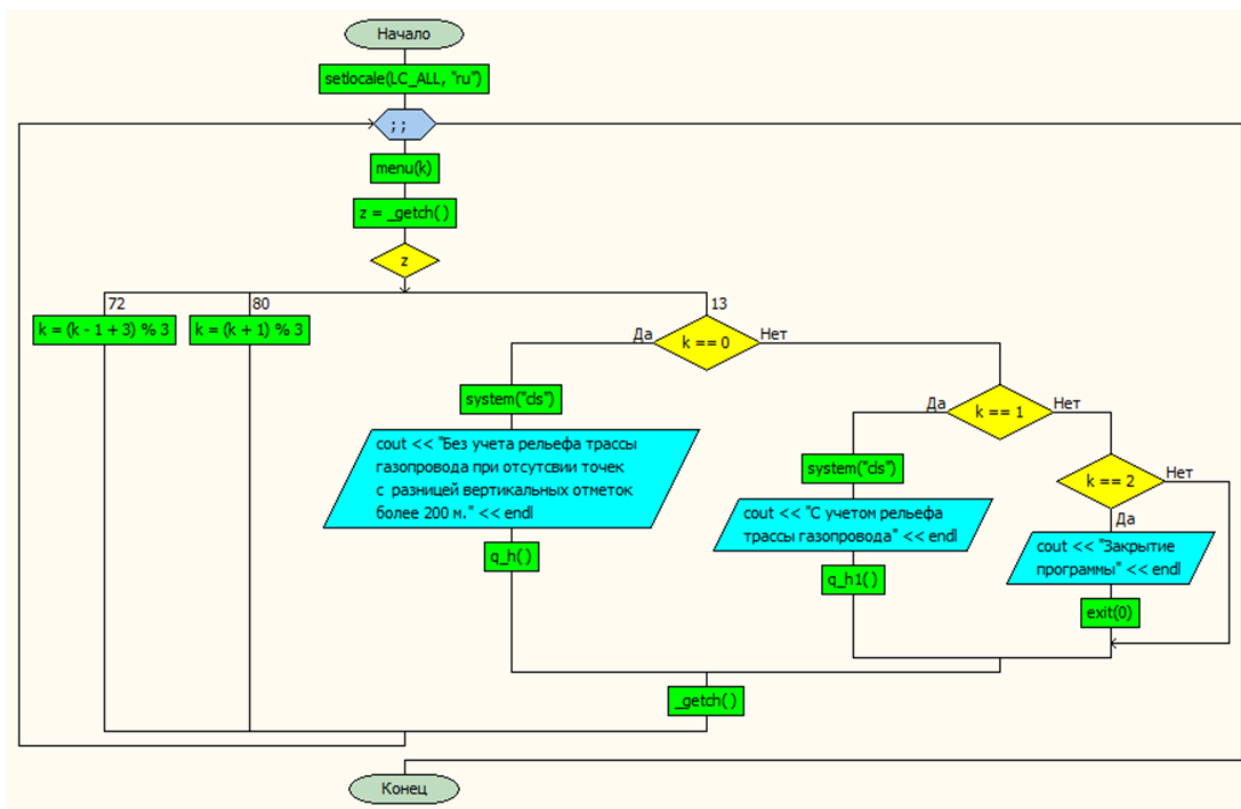 Начало
setlocale(LC_ALL, "ru")
; ;
menu(k)
z = _getch()
z
72
80
13
k = (k - 1 + 3) % 3
k = (k + 1) % 3
Да
k == 0
Нет
system("cls")
cout << "Без учета рельефа трассы
газопровода при отсутсвии точек
с разницей вертикальных отметок
более 200 м." << endl
q_h()
Да
k == 1
Нет
system("cls")
cout << "С учетом рельефа
трассы газопровода" << endl
q_h1()
k == 2
Нет
Да
cout << "Закрытие
программы" << endl
exit(0)
_getch()
Конец